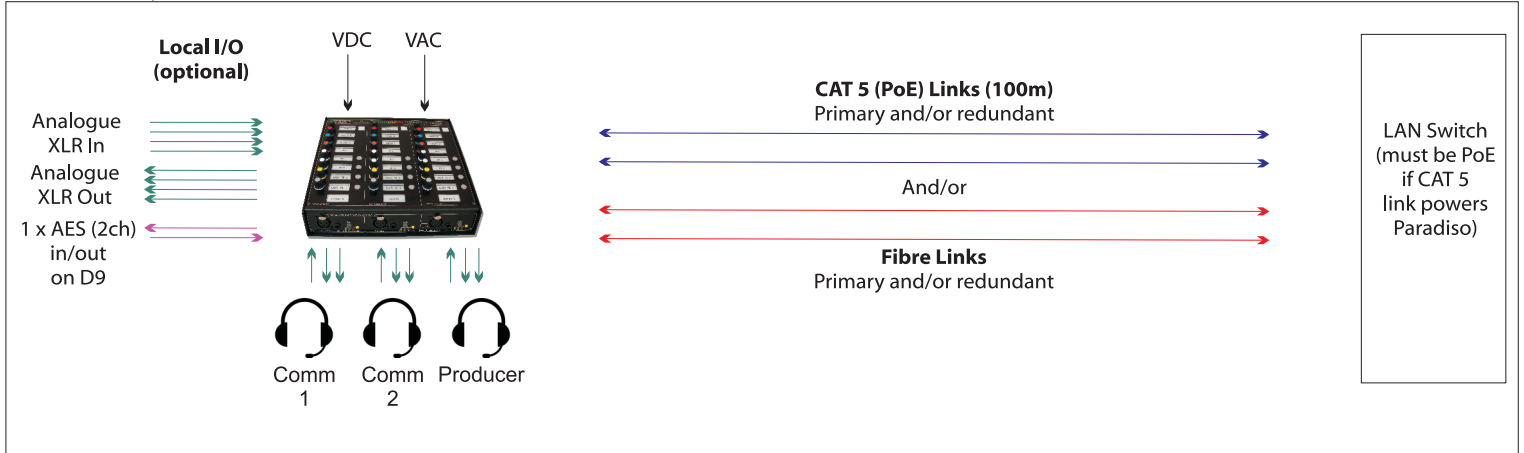 Local I/O
(optional)
VDC
VAC
Analogue
XLR In
Analogue
XLR Out
1 x AES (2ch)
in/out
on D9
Comm
1
Comm
2
Producer
CAT 5 (PoE) Links (100m)
Primary and/or redundant
And/or
Fibre Links
Primary and/or redundant
LAN Switch
(must be PoE
if CAT 5
link powers
Paradiso)